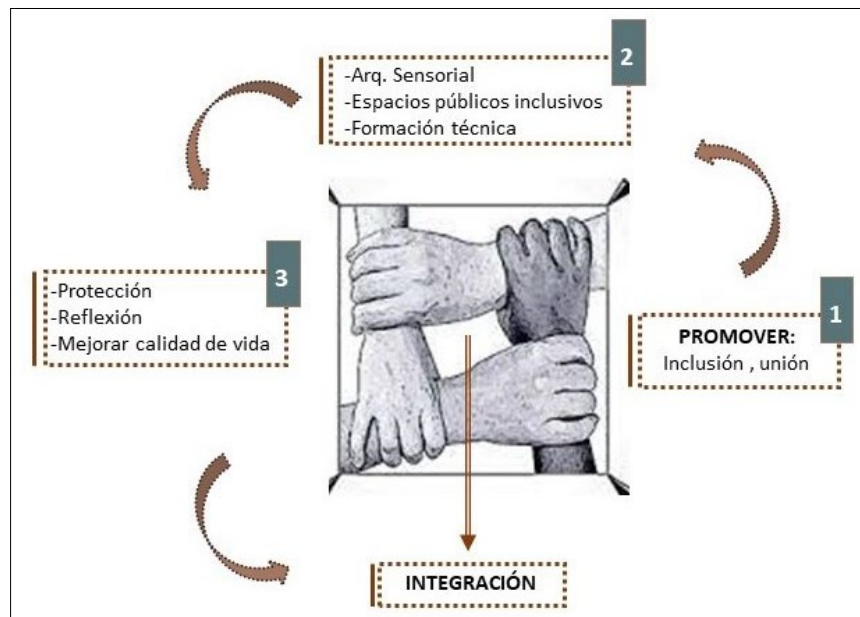 1
PROMOVER:
Inclusión , unión
2
-Arq. Sensorial
-Espacios públicos inclusivos
-Formación técnica
3
-Protección
-Reflexión
-Mejorar calidad de vida
INTEGRACIÓN